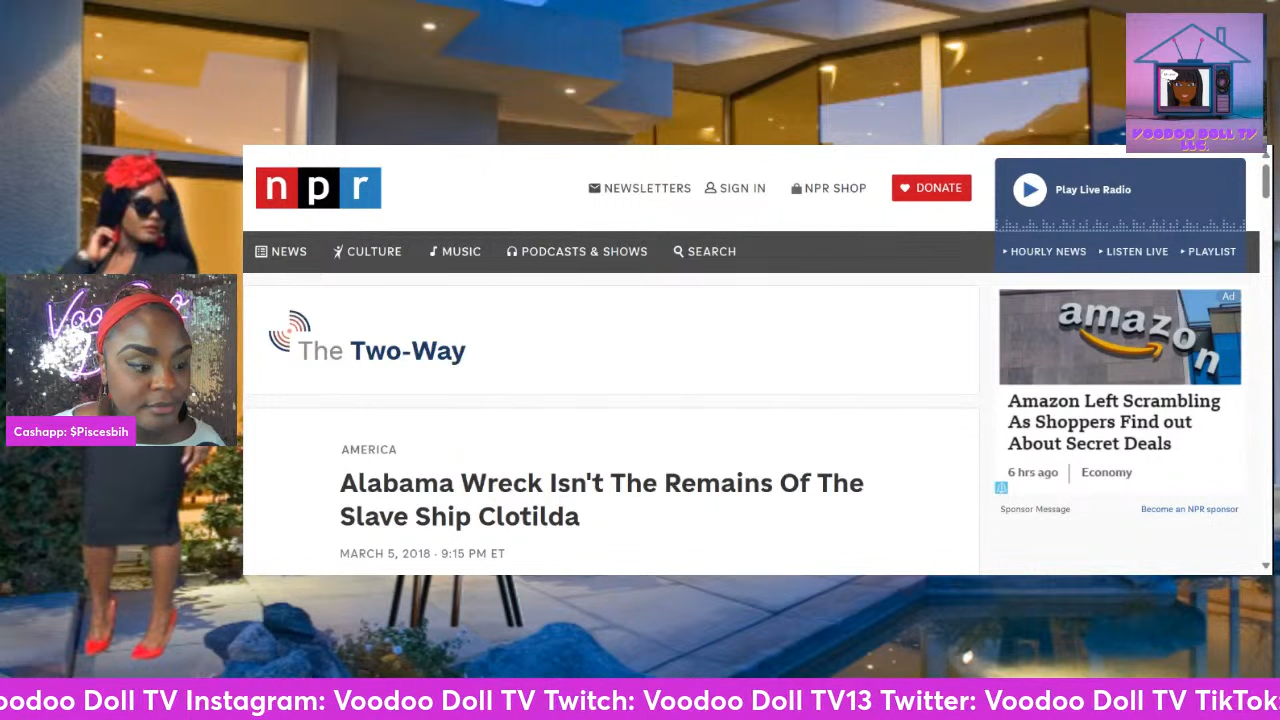 VOODOO DOLL TV
LLC.
npr
NEWSLETTERS
SIGN IN
NPR SHOP
DONATE
Play Live Radio
NEWS
CULTURE
MUSIC
PODCASTS & SHOWS
SEARCH
HOURLY NEWS
LISTEN LIVE
PLAYLIST
The Two-Way
Ad
amazon
Amazon Left Scrambling
As Shoppers Find out
About Secret Deals
6 hrs ago | Economy
Sponsor Message
Become an NPR sponsor
Cashapp: $Piscesbih
AMERICA
Alabama Wreck Isn't The Remains Of The
Slave Ship Clotilda
MARCH 5, 2018 · 9:15 PM ET
oodoo Doll TV Instagram: Voodoo Doll TV Twitch: Voodoo Doll TV13 Twitter: Voodoo Doll TV TikTok: